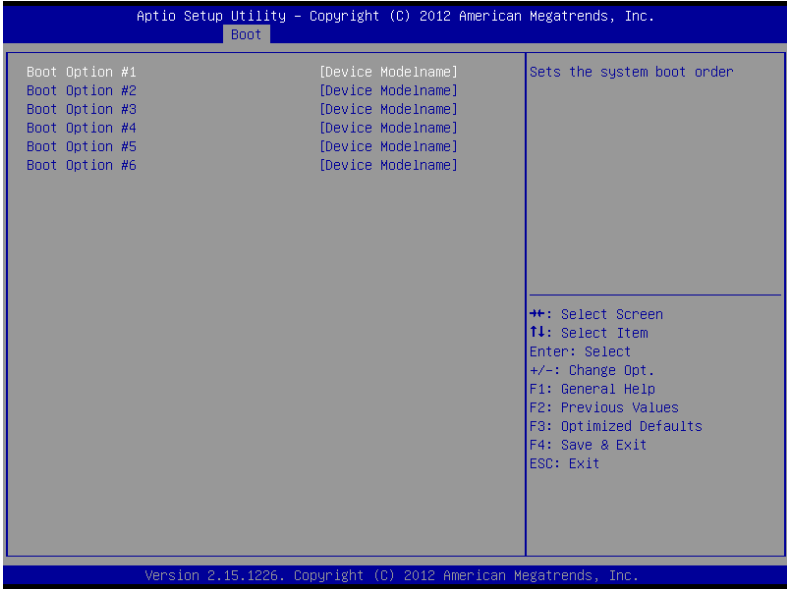 Aptio Setup Utility – Copyright (C) 2012 American Megatrends, Inc.
Boot
Boot Option #1 [Device Modelname]
Boot Option #2 [Device Modelname]
Boot Option #3 [Device Modelname]
Boot Option #4 [Device Modelname]
Boot Option #5 [Device Modelname]
Boot Option #6 [Device Modelname]
Sets the system boot order
→←: Select Screen
↑↓: Select Item
Enter: Select
+/-: Change Opt.
F1: General Help
F2: Previous Values
F3: Optimized Defaults
F4: Save & Exit
ESC: Exit
Version 2.15.1226. Copyright (C) 2012 American Megatrends, Inc.